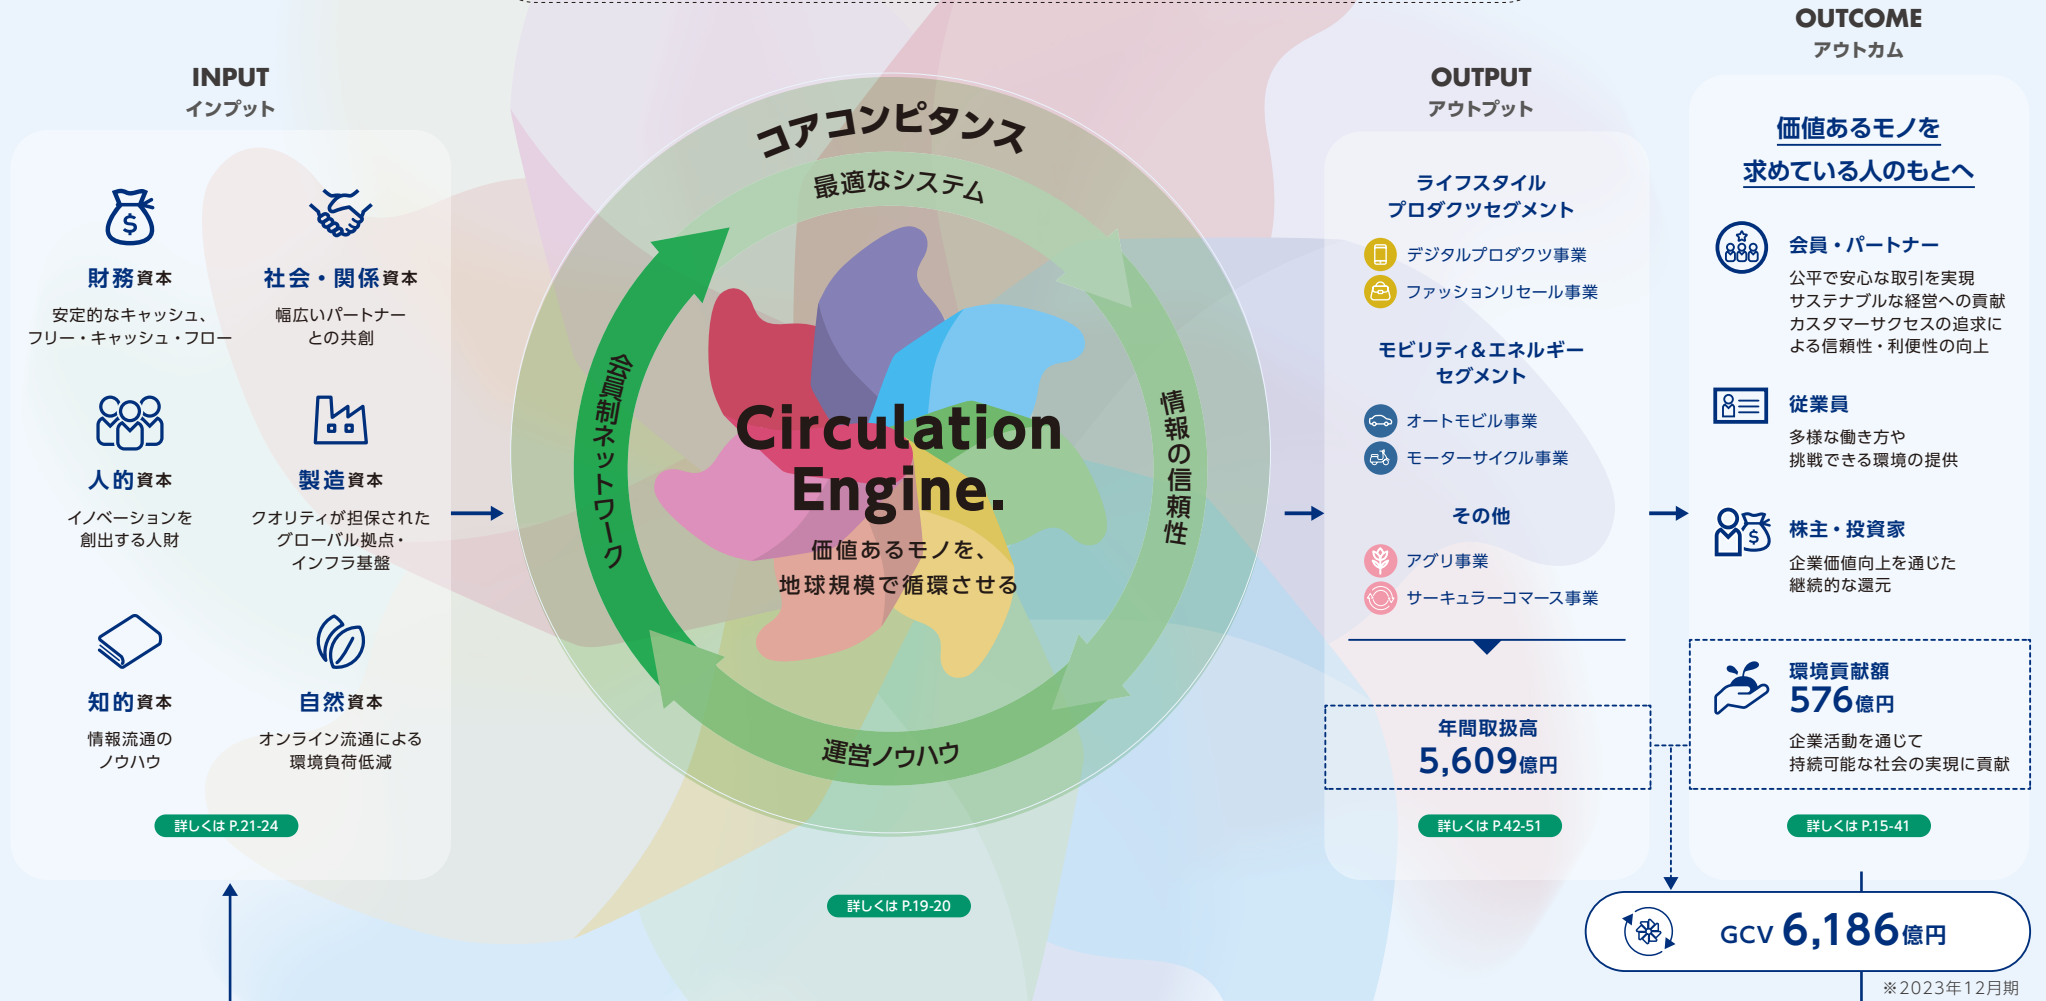 INPUT
インプット
財務資本
安定的なキャッシュ、
フリー・キャッシュ・フロー
社会・関係資本
幅広いパートナー
との共創
人的資本
イノベーションを
創出する人財
製造資本
クオリティが担保された
グローバル拠点・
インフラ基盤
知的資本
情報流通の
ノウハウ
自然資本
オンライン流通による
環境負荷低減
詳しくは P.21-24
コアコンピタンス
最適なシステム
情報の信頼性
運営ノウハウ
会員制ネットワーク
Circulation
Engine.
価値あるモノを、
地球規模で循環させる
詳しくは P.19-20
OUTPUT
アウトプット
ライフスタイル
プロダクツセグメント
デジタルプロダクツ事業
ファッションリセール事業
モビリティ&エネルギー
セグメント
オートモビル事業
モーターサイクル事業
その他
アグリ事業
サーキュラーコマース事業
年間取扱高
5,609億円
詳しくは P.42-51
OUTCOME
アウトカム
価値あるモノを
求めている人のもとへ
会員・パートナー
公平で安心な取引を実現
サステナブルな経営への貢献
カスタマーサクセスの追求に
よる信頼性・利便性の向上
従業員
多様な働き方や
挑戦できる環境の提供
株主・投資家
企業価値向上を通じた
継続的な還元
環境貢献額
576億円
企業活動を通じて
持続可能な社会の実現に貢献
詳しくは P.15-41
GCV 6,186億円
※2023年12月期